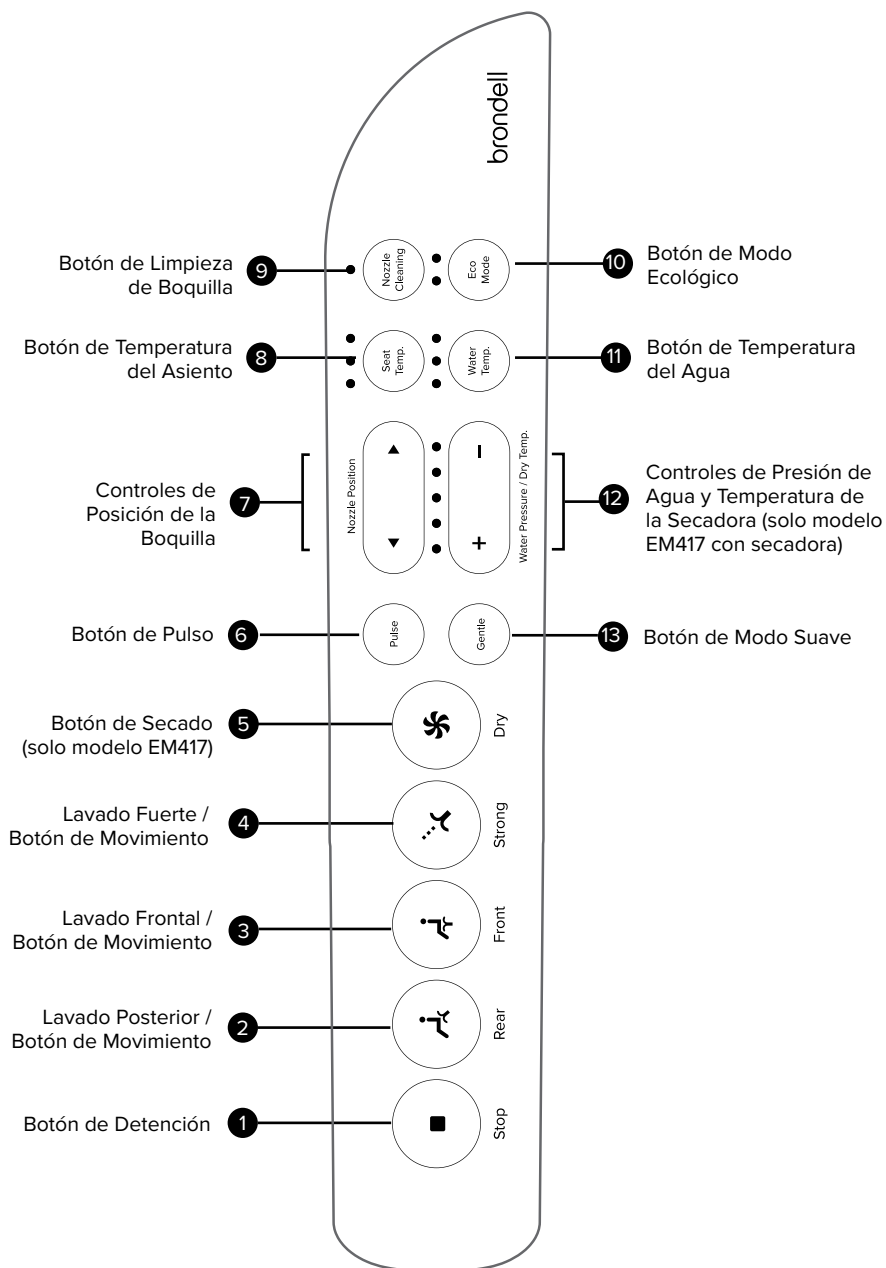 brondell
9
Botón de Limpieza
de Boquilla
Nozzle
Cleaning
Eco
Mode
10
Botón de Modo
Ecológico
8
Botón de Temperatura
del Asiento
Seat
Temp.
Water
Temp.
11
Botón de Temperatura
del Agua
7
Controles de
Posición de la
Boquilla
Nozzle Position
Water Pressure / Dry Temp.
12
Controles de Presión de
Agua y Temperatura de
la Secadora (solo modelo
EM417 con secadora)
Botón de Pulso
6
Pulse
Gentle
13
Botón de Modo Suave
Botón de Secado
(solo modelo EM417)
5
Dry
Lavado Fuerte /
Botón de Movimiento
4
Strong
Lavado Frontal /
Botón de Movimiento
3
Front
Lavado Posterior /
Botón de Movimiento
2
Rear
Botón de Detención
1
Stop